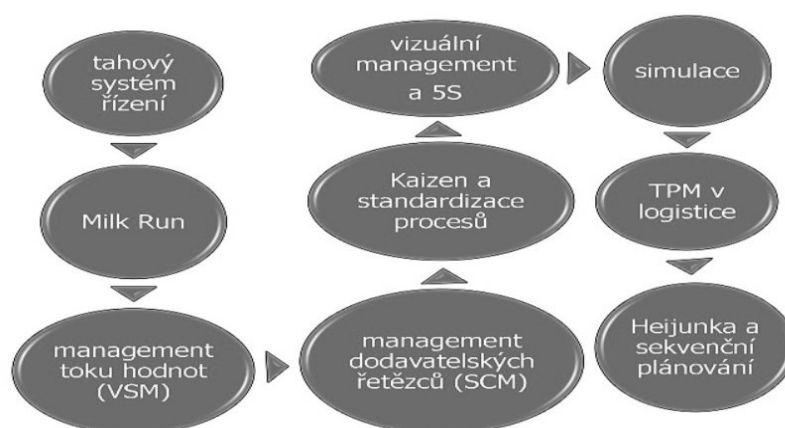 tahový
systém
řízení
Milk Run
management
toku hodnot
(VSM)
management
dodavatelských
řetězců (SCM)
Kaizen a
standardizace
procesů
vizuální
management
a 5S
simulace
TPM v
logistice
Heijunka a
sekvenční
plánování